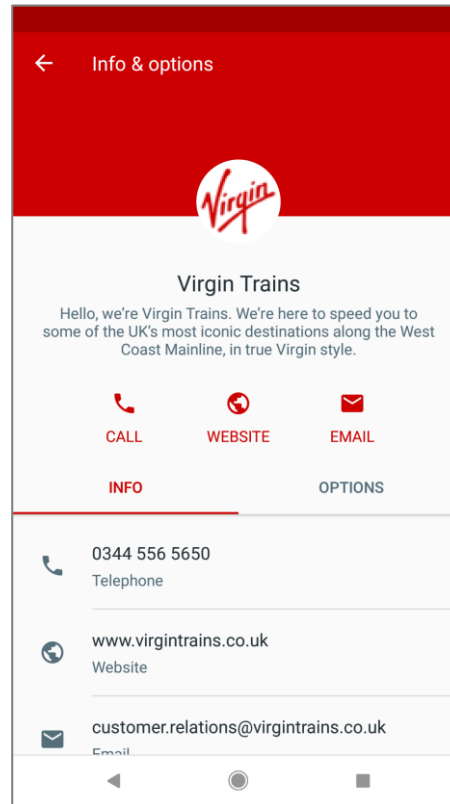 Info & options
Virgin
Virgin Trains
Hello, we're Virgin Trains. We're here to speed you to
some of the UK's most iconic destinations along the West
Coast Mainline, in true Virgin style.
CALL WEBSITE EMAIL
INFO OPTIONS
0344 556 5650
Telephone
www.virgintrains.co.uk
Website
customer.relations@virgintrains.co.uk
Email